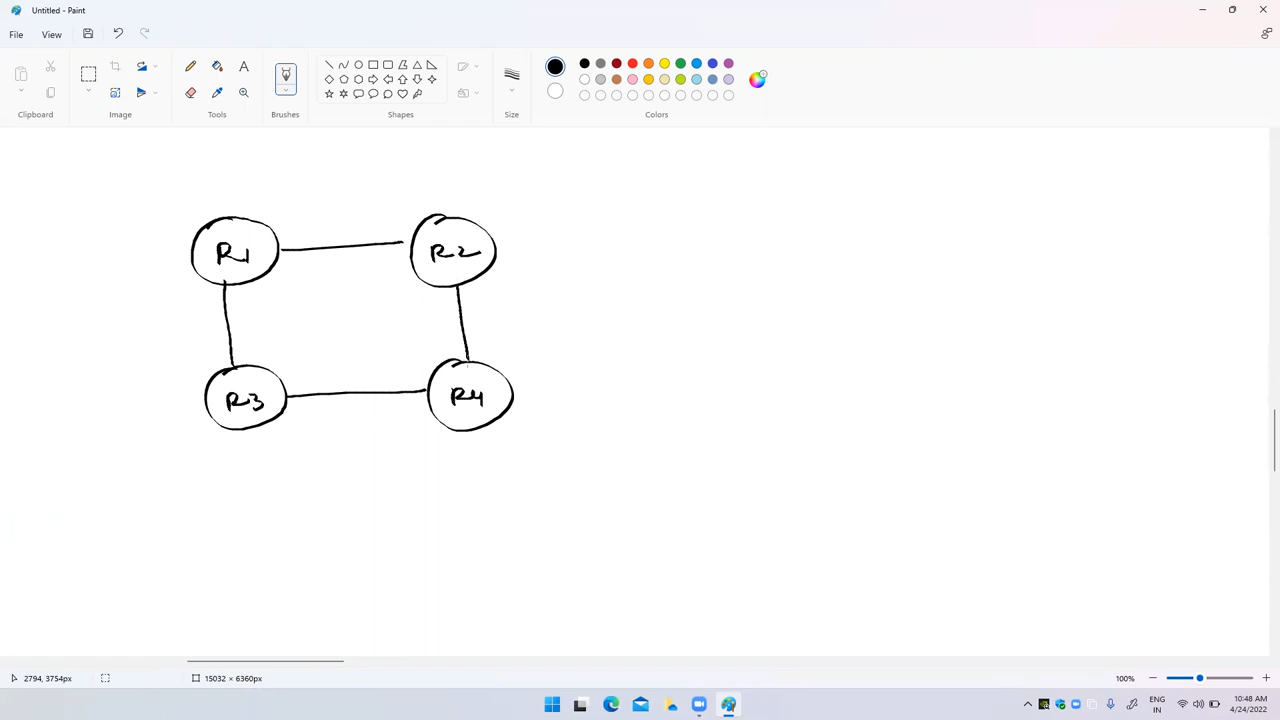 Untitled - Paint
File View
Clipboard Image Tools Brushes Shapes Size Colors
R1 R2
R3 R4
2794, 3754px 15032 × 6360px 100%
ENG 10:48 AM
IN 4/24/2022